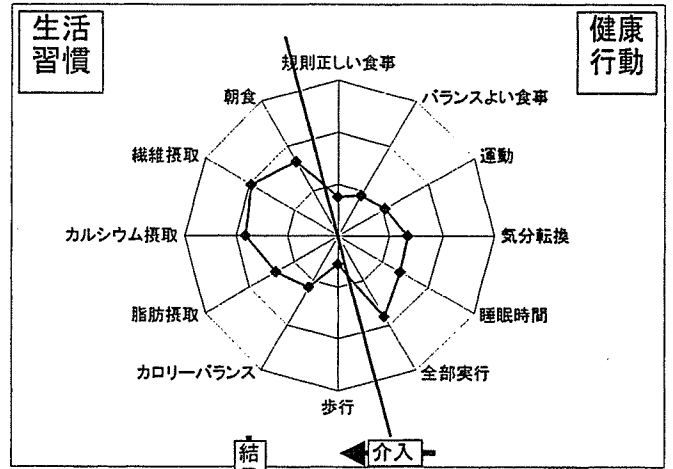 生活
習慣
健康
行動
規則正しい食事
朝食
バランスよい食事
繊維摂取
運動
カルシウム摂取
気分転換
脂肪摂取
睡眠時間
カロリーバランス
全部実行
歩行
結
介入